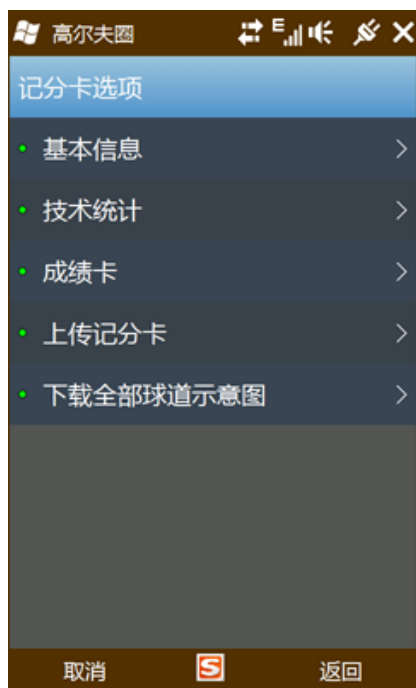 高尔夫圈
E
记分卡选项
基本信息
技术统计
成绩卡
上传记分卡
下载全部球道示意图
取消 S 返回